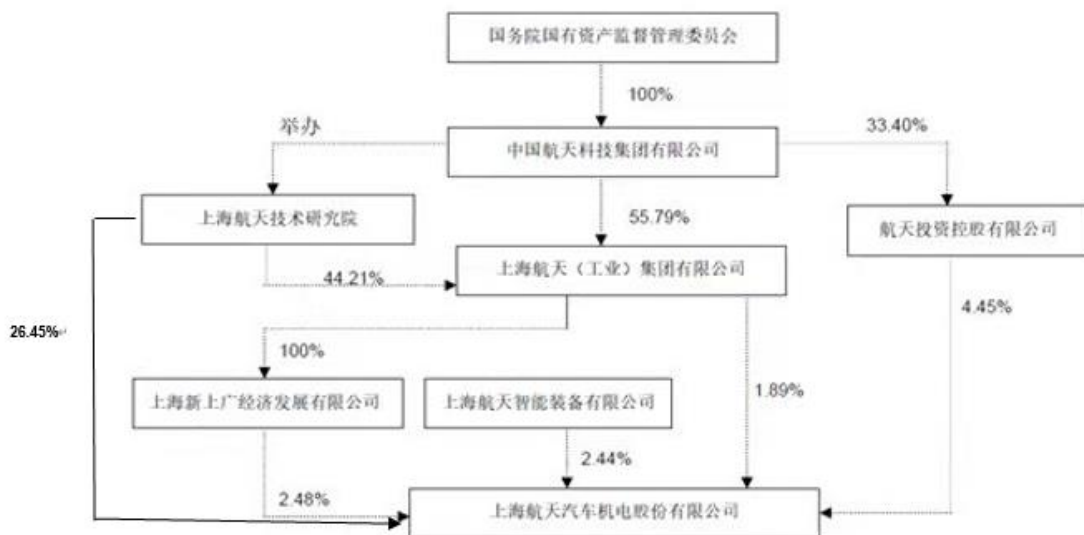 国务院国有资产监督管理委员会
100%
举办
33.40%
中国航天科技集团有限公司
上海航天技术研究院
55.79%
航天投资控股有限公司
44.21%
上海航天（工业）集团有限公司
26.45%
4.45%
100%
1.89%
上海新上广经济发展有限公司
上海航天智能装备有限公司
2.44%
2.48%
上海航天汽车机电股份有限公司